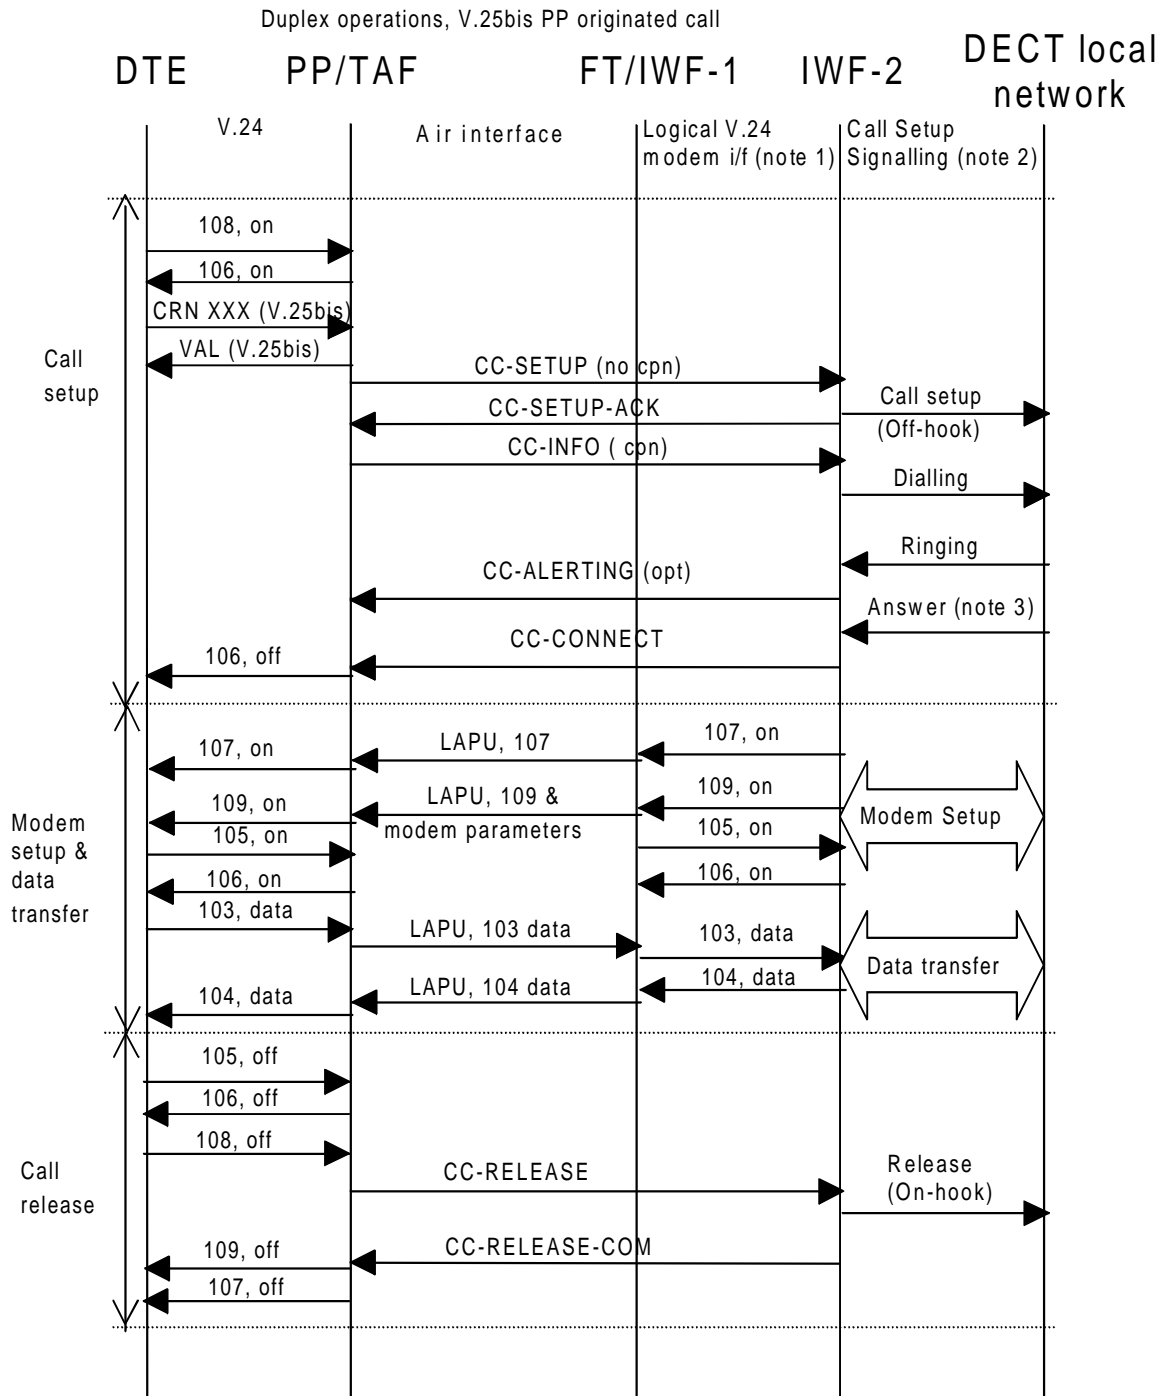 Duplex operations, V.25bis PP originated call
DTE
PP/TAF
FT/IWF-1
IWF-2
DECT local
network
V.24
Air interface
Logical V.24
modem i/f (note 1)
Call Setup
Signalling (note 2)
Call
setup
108, on
106, on
CRN XXX (V.25bis)
VAL (V.25bis)
CC-SETUP (no cpn)
CC-SETUP-ACK
Call setup
(Off-hook)
CC-INFO ( cpn)
Dialling
Ringing
CC-ALERTING (opt)
Answer (note 3)
CC-CONNECT
106, off
Modem
setup &
data
transfer
107, on
LAPU, 107
107, on
109, on
LAPU, 109 &
modem parameters
109, on
Modem Setup
105, on
105, on
106, on
106, on
103, data
LAPU, 103 data
103, data
Data transfer
104, data
LAPU, 104 data
104, data
Call
release
105, off
106, off
108, off
CC-RELEASE
Release
(On-hook)
CC-RELEASE-COM
109, off
107, off